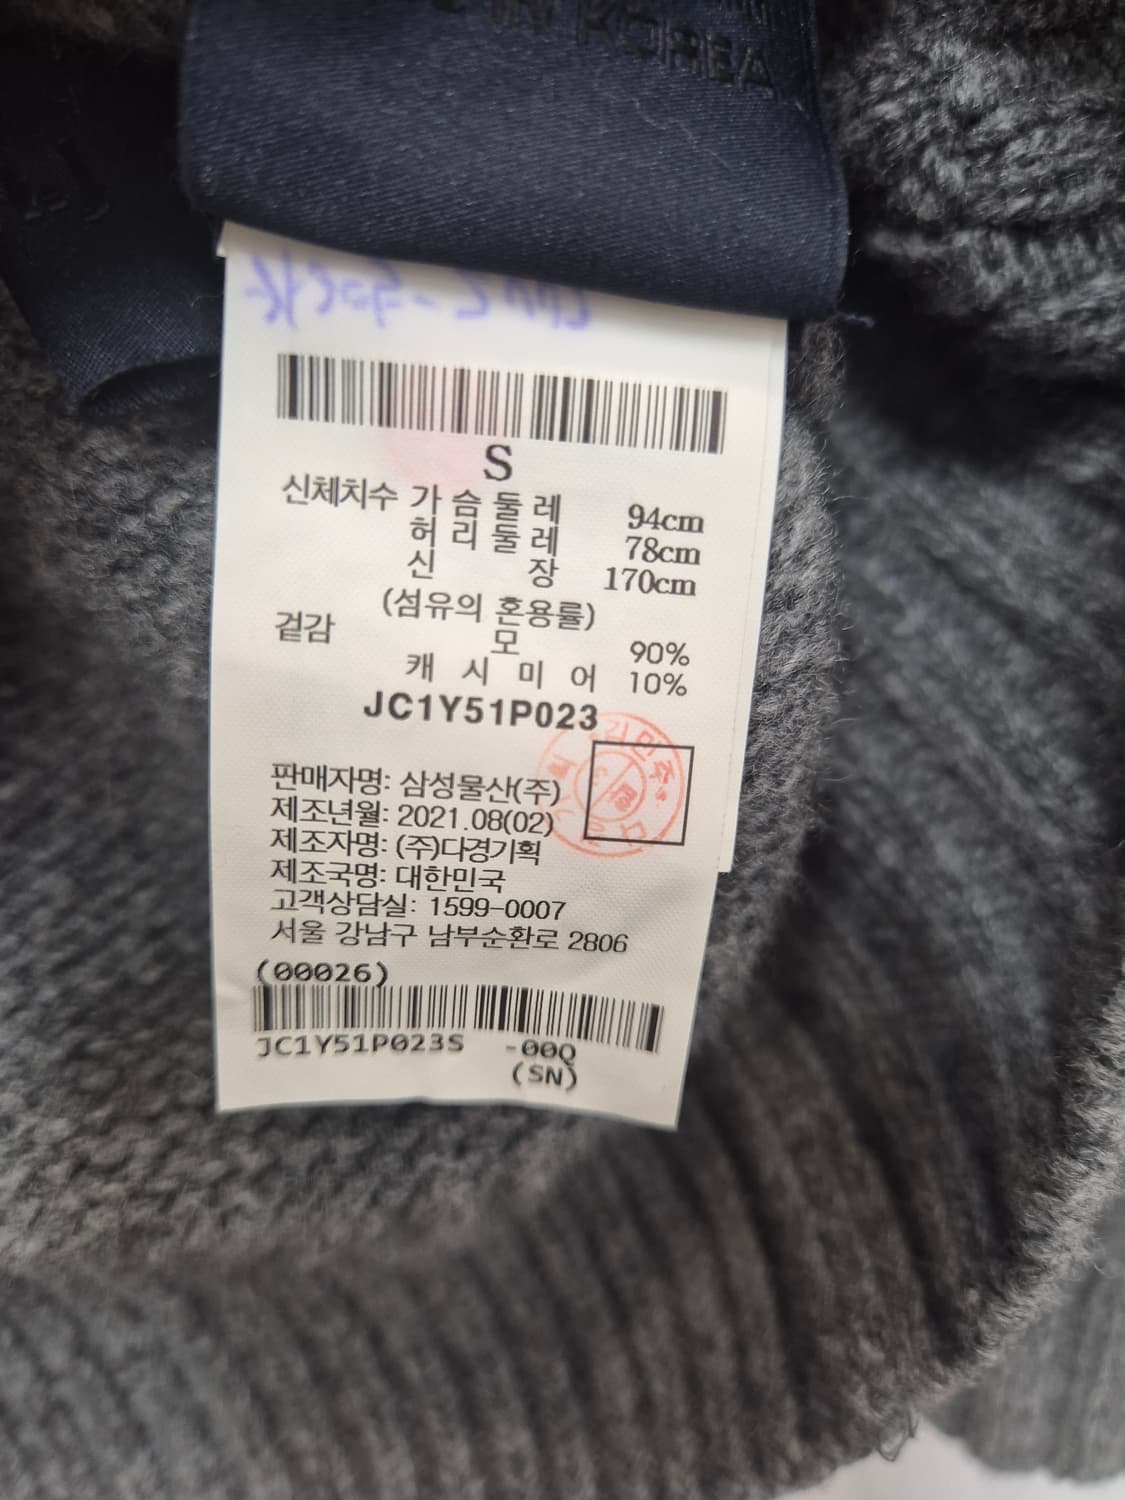 IN KOREA
S
신체치수 가슴둘레 94cm
허리둘레 78cm
신장 170cm
(섬유의 혼용률)
겉감 모 90%
캐시미어 10%
JC1Y51P023
판매자명: 삼성물산(주)
제조년월: 2021.08(02)
제조자명: (주)다경기획
제조국명: 대한민국
고객상담실: 1599-0007
서울 강남구 남부순환로 2806
(00026)
JC1Y51P023S -00Q
(SN)